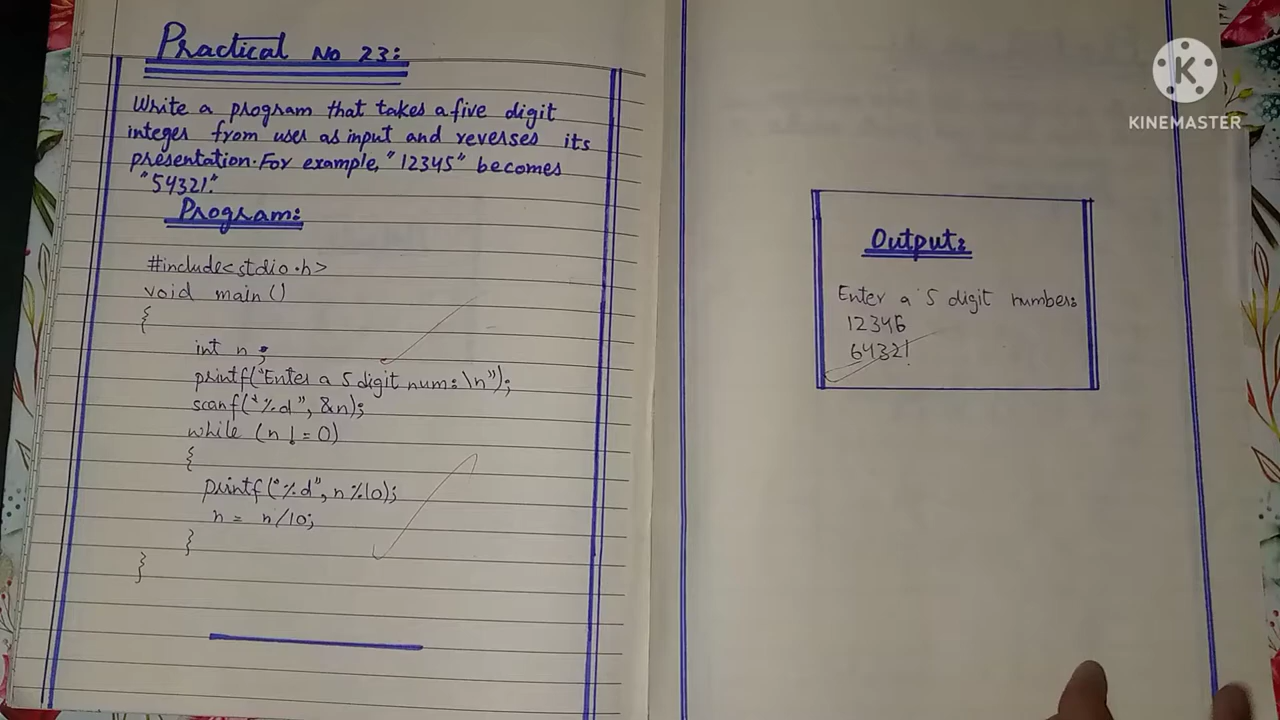 Practical No 23:
Write a program that takes a five digit
integer from user as input and reverses its
presentation. For example, "12345" becomes
"54321".
Program:
#include<stdio.h>
void main()
{
int n;
printf("Enter a 5 digit num: \n");
scanf("%d", &n);
while (n != 0)
{
printf("%d", n%10);
n = n/10;
}
}
Output:
Enter a 5 digit number:
12346
64321
K
KINEMASTER